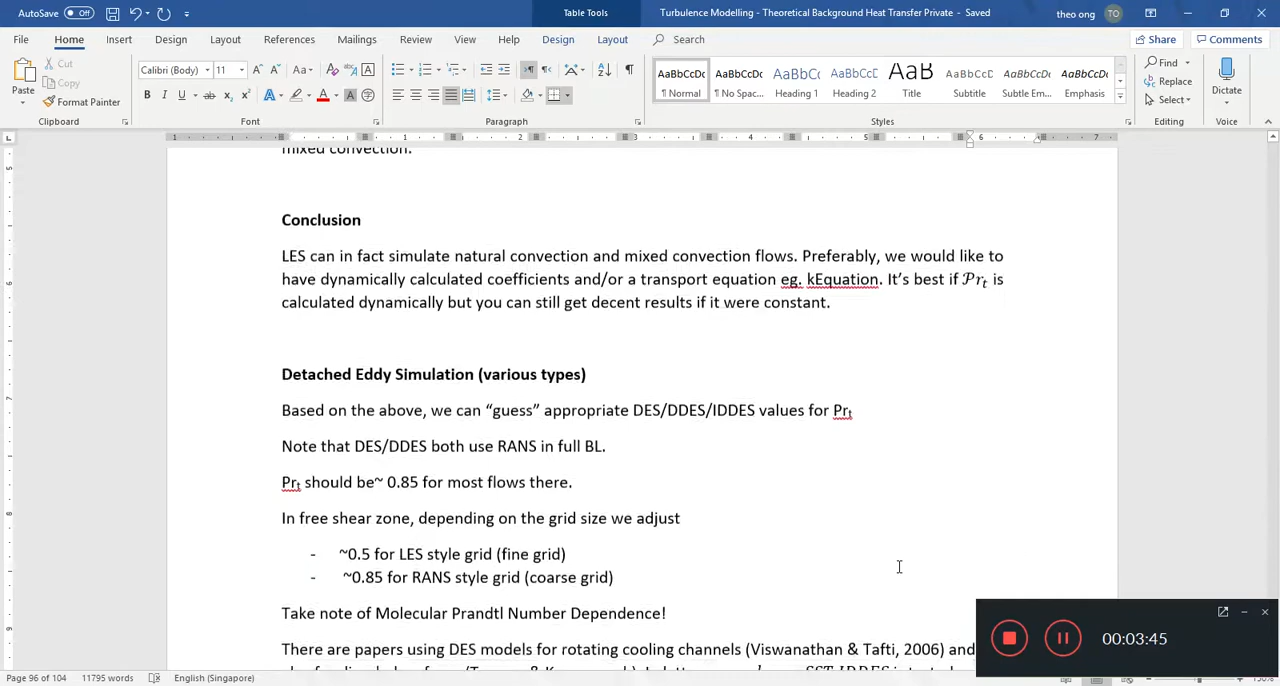 AutoSave Off
Table Tools
Turbulence Modelling - Theoretical Background Heat Transfer Private - Saved
theo ong TO
File Home Insert Draw Design Layout References Mailings Review View Help Design Layout Search
Share Comments
Paste
Cut
Copy
Format Painter
Calibri (Body) 11
AaBbCcDc AaBbCcDc AaBbCc AaBbCcD AaB AaBbCcD AaBbCcDc AaBbCcDc
¶ Normal ¶ No Spac... Heading 1 Heading 2 Title Subtitle Subtle Em... Emphasis
Find
Replace
Select
Dictate
Clipboard Font Paragraph Styles Editing Voice
mixed convection.
Conclusion
LES can in fact simulate natural convection and mixed convection flows. Preferably, we would like to
have dynamically calculated coefficients and/or a transport equation eg. kEquation. It's best if 𝒫r_t is
calculated dynamically but you can still get decent results if it were constant.
Detached Eddy Simulation (various types)
Based on the above, we can “guess” appropriate DES/DDES/IDDES values for Prt
Note that DES/DDES both use RANS in full BL.
Prt should be~ 0.85 for most flows there.
In free shear zone, depending on the grid size we adjust
- ~0.5 for LES style grid (fine grid)
- ~0.85 for RANS style grid (coarse grid)
Take note of Molecular Prandtl Number Dependence!
There are papers using DES models for rotating cooling channels (Viswanathan & Tafti, 2006) and
00:03:45
Page 96 of 104 11795 words English (Singapore)